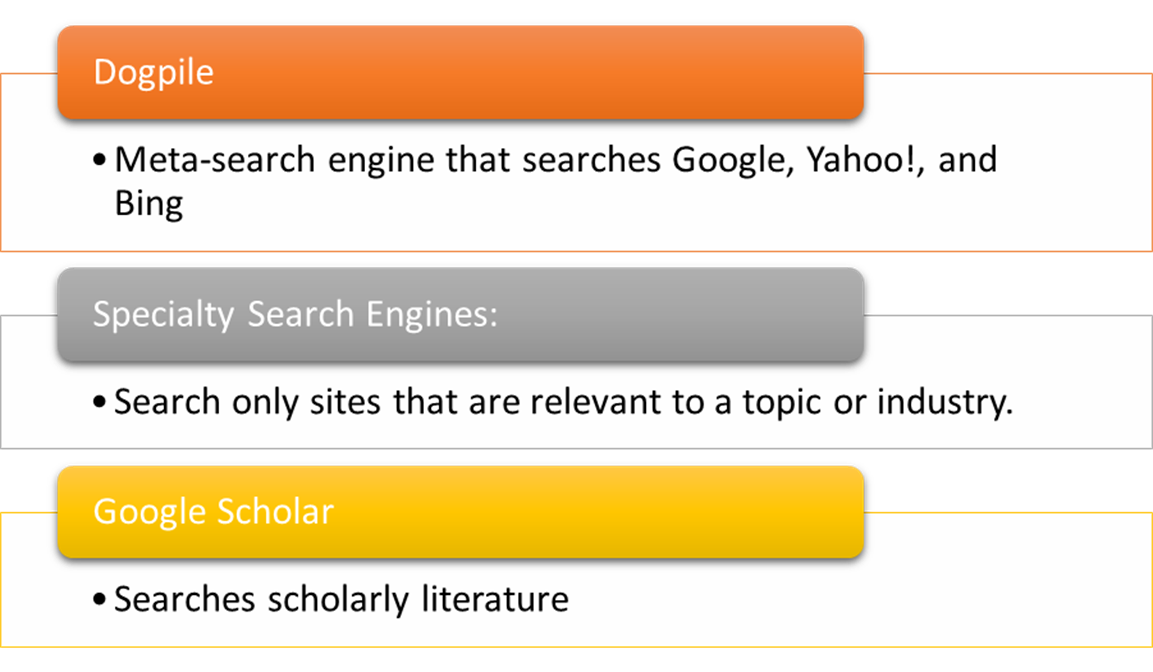 Dogpile
•Meta-search engine that searches Google, Yahoo!, and
Bing
Specialty Search Engines:
•Search only sites that are relevant to a topic or industry.
Google Scholar
•Searches scholarly literature